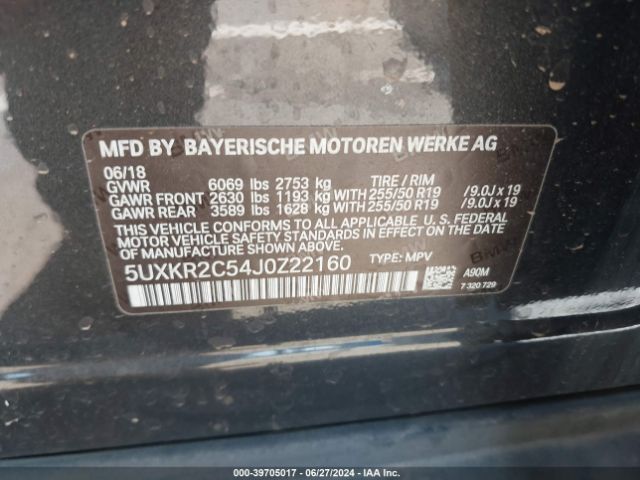 MFD BY BAYERISCHE MOTOREN WERKE AG
06/18
GVWR 6069 lbs 2753 kg TIRE / RIM
GAWR FRONT 2630 lbs 1193 kg WITH 255/50 R19 / 9.0J x 19
GAWR REAR 3589 lbs 1628 kg WITH 255/50 R19 / 9.0J x 19
THIS VEHICLE CONFORMS TO ALL APPLICABLE U. S. FEDERAL
MOTOR VEHICLE SAFETY STANDARDS IN EFFECT ON THE DATE
OF MANUFACTURE SHOWN ABOVE.
5UXKR2C54J0Z22160 TYPE: MPV
A90M
7 320 729
000-39705017 - 06/27/2024 - IAA Inc.